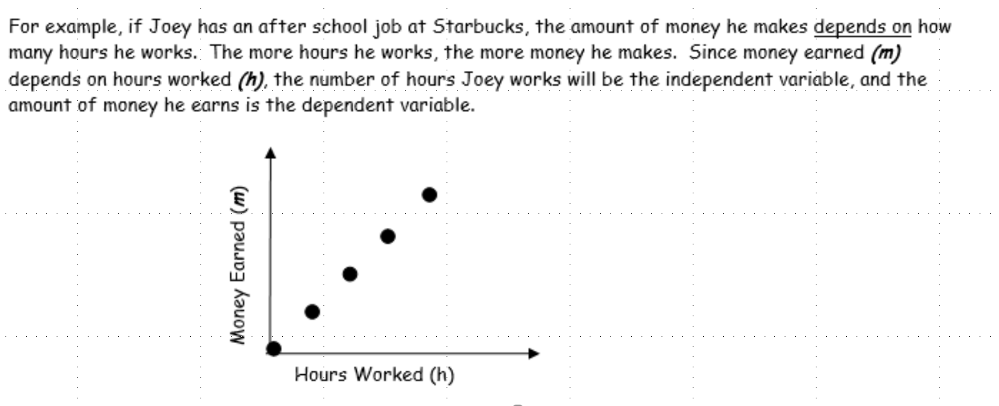 For example, if Joey has an after school job at Starbucks, the amount of money he makes depends on how
many hours he works. The more hours he works, the more money he makes. Since money earned (m)
depends on hours worked (h), the number of hours Joey works will be the independent variable, and the
amount of money he earns is the dependent variable.
Money Earned (m)
Hours Worked (h)